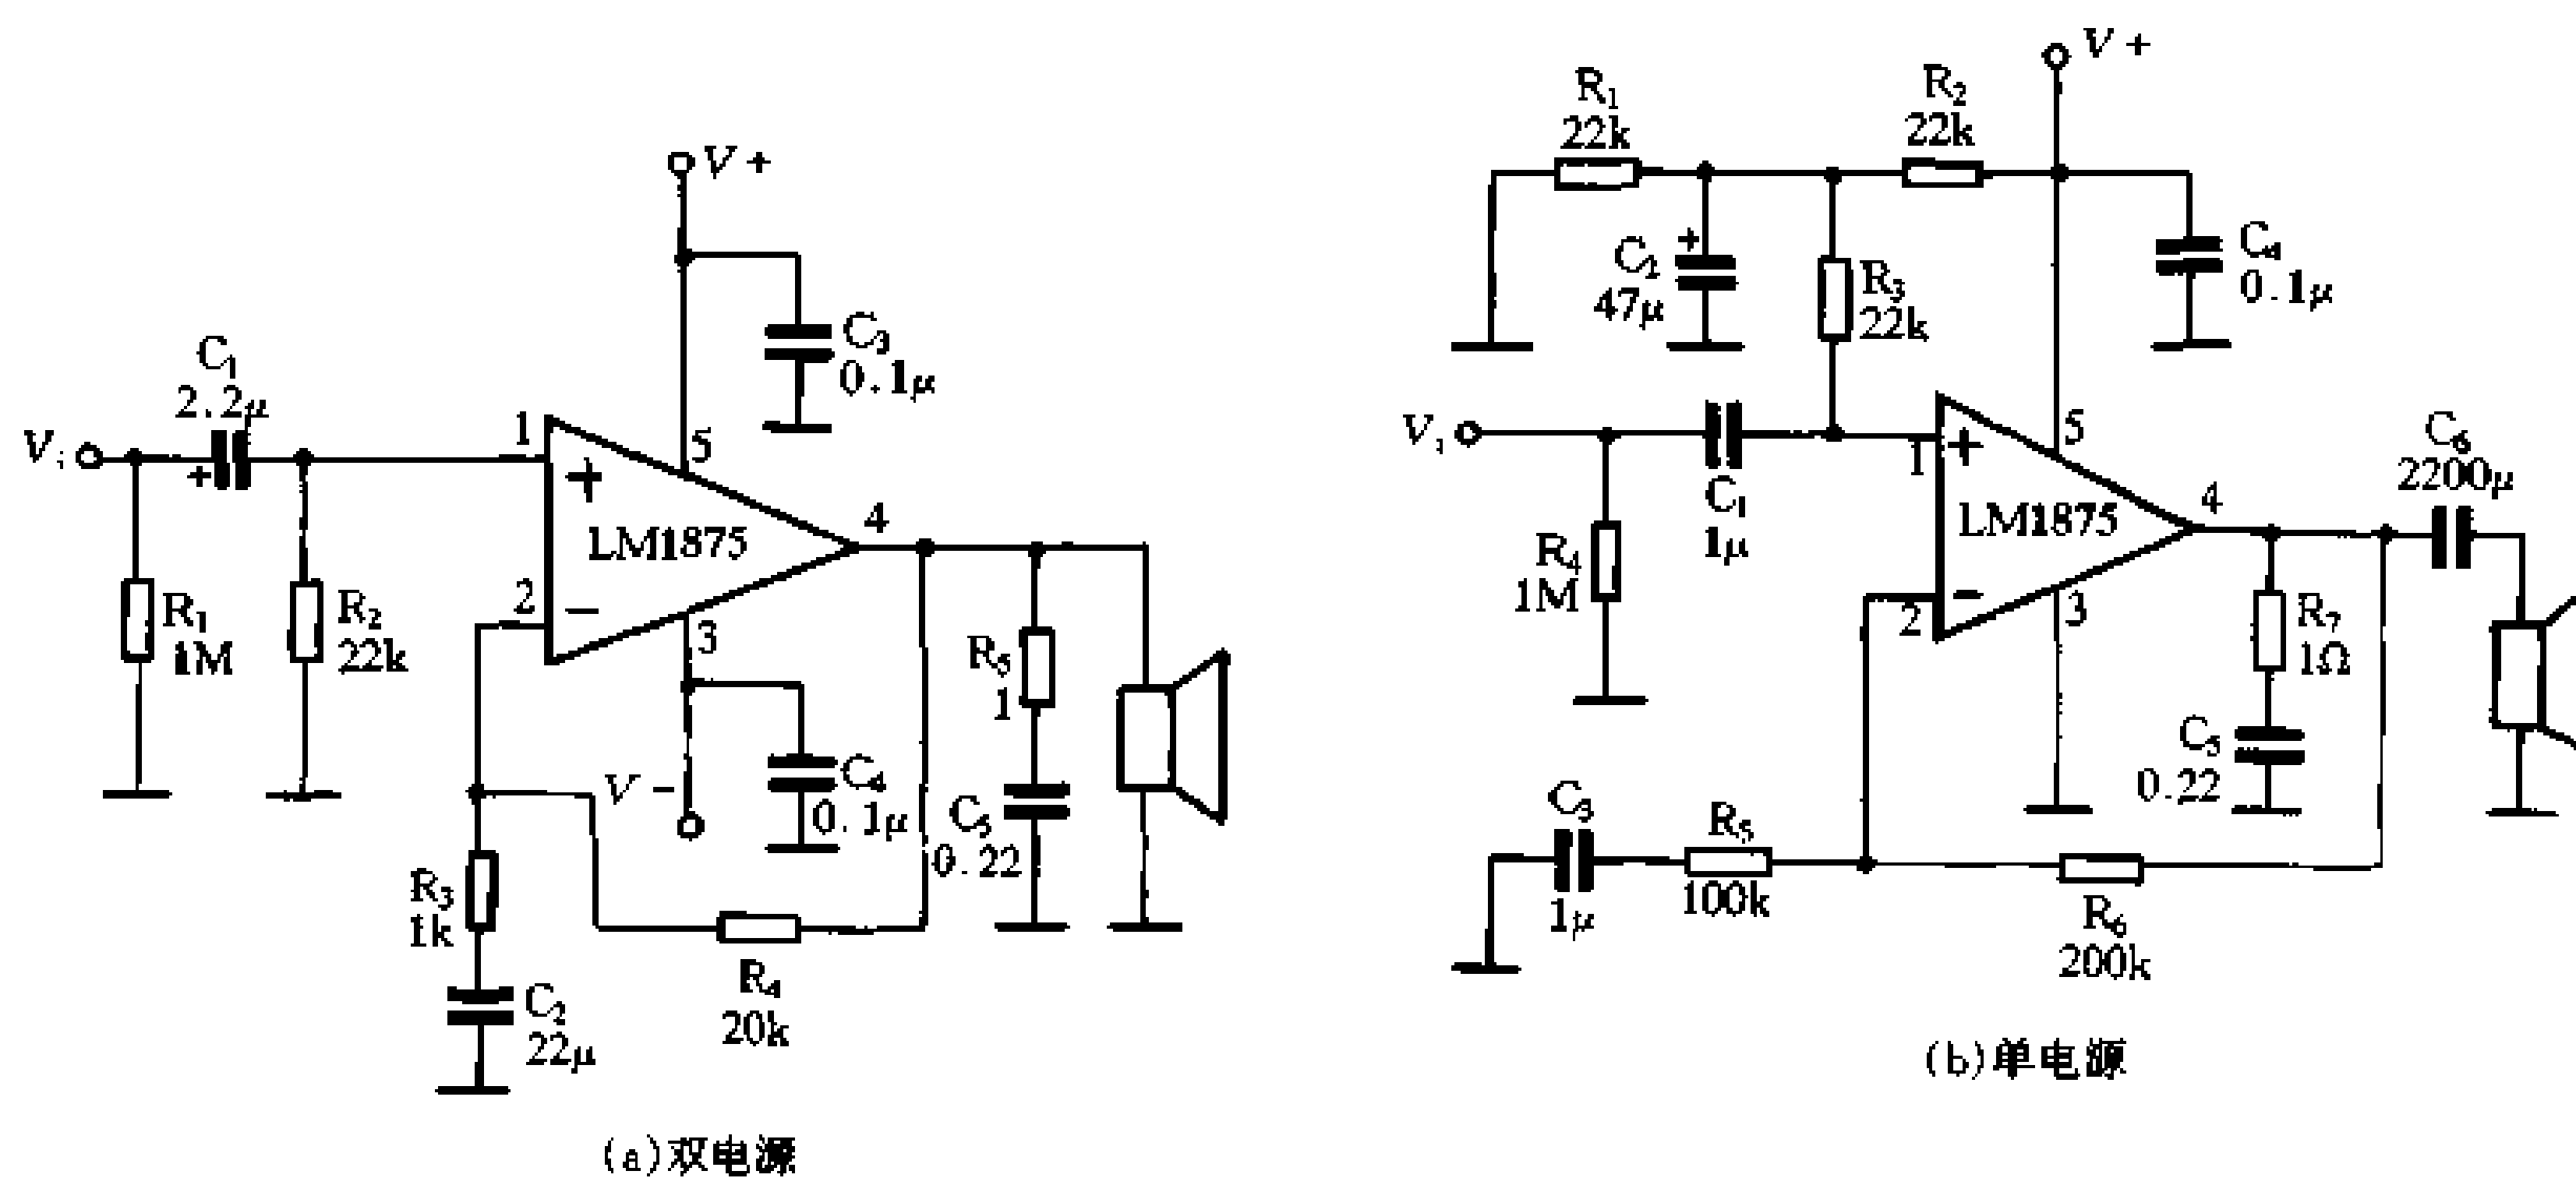 V+
C₃
0.1μ
C₁
2.2μ
Vᵢ
1
5
+
LM1875
4
2
−
3
R₁
1M
R₂
22k
R₅
1
V−
C₄
0.1μ
C₅
0.22
R₃
1k
R₄
20k
C₂
22μ
(a)双电源
V+
R₁
22k
R₂
22k
C₂
+
47μ
R₃
22k
C₄
0.1μ
Vᵢ
C₁
1μ
1
+
5
LM1875
4
C₆
2200μ
R₄
1M
2
−
3
R₇
1Ω
C₅
0.22
C₃
1μ
R₅
100k
R₆
200k
(b)单电源